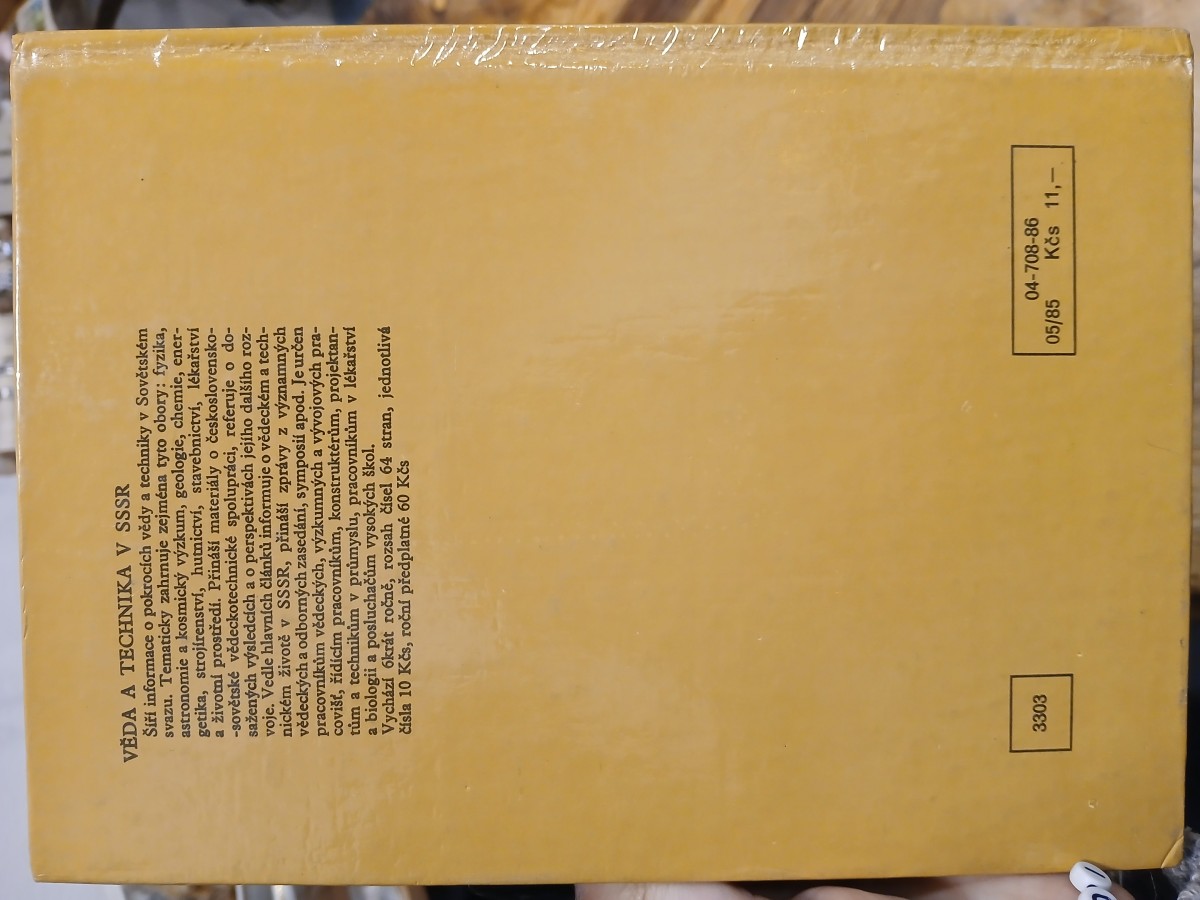 VĚDA A TECHNIKA V SSSR
Šíří informace o pokrocích vědy a techniky v Sovětském
svazu. Tematicky zahrnuje zejména tyto obory: fyzika,
astronomie a kosmický výzkum, geologie, chemie, ener-
getika, strojírenství, hutnictví, stavebnictví, lékařství
a životní prostředí. Přináší materiály o československo-
-sovětské vědeckotechnické spolupráci, referuje o do-
sažených výsledcích a o perspektivách jejího dalšího roz-
voje. Vedle hlavních článků informuje o vědeckém a tech-
nickém životě v SSSR, přináší zprávy z významných
vědeckých a odborných zasedání, symposií apod. Je určen
pracovníkům vědeckých, výzkumných a vývojových pra-
covišť, řídícím pracovníkům, konstruktérům, projektan-
tům a technikům v průmyslu, pracovníkům v lékařství
a biologii a posluchačům vysokých škol.
Vychází 6krát ročně, rozsah čísel 64 stran, jednotlivá
čísla 10 Kčs, roční předplatné 60 Kčs
3303
04-708-86
05/85 Kčs 11,—